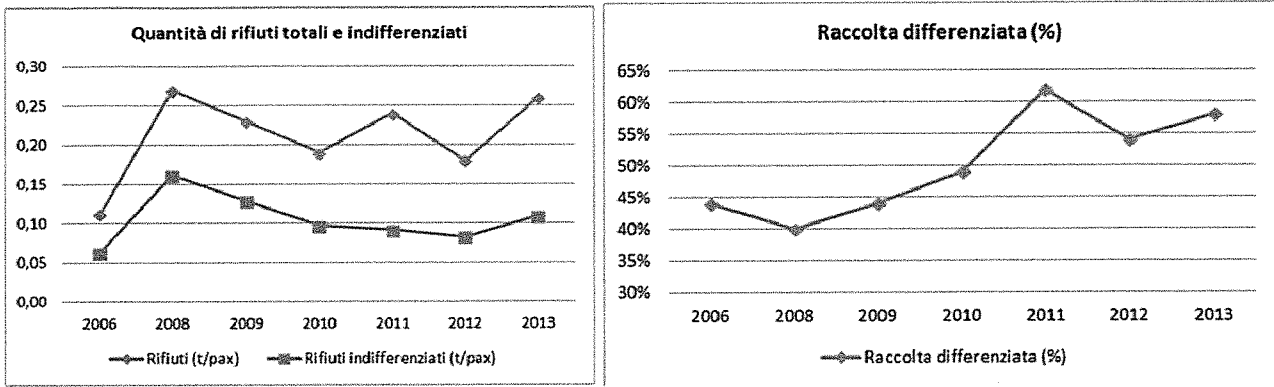 Quantità di rifiuti totali e indifferenziati
0,30
0,25
0,20
0,15
0,10
0,05
0,00
2006 2008 2009 2010 2011 2012 2013
Rifiuti (t/pax) Rifiuti indifferenziati (t/pax)
Raccolta differenziata (%)
65%
60%
55%
50%
45%
40%
35%
30%
2006 2008 2009 2010 2011 2012 2013
Raccolta differenziata (%)